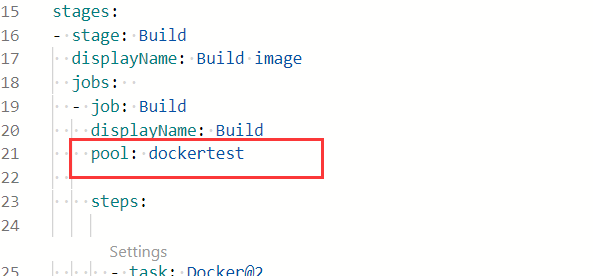 15 stages:
16 - stage: Build
17 displayName: Build image
18 jobs:
19 - job: Build
20 displayName: Build
21 pool: dockertest
22
23 steps:
24
Settings
25 - task: Docker@2